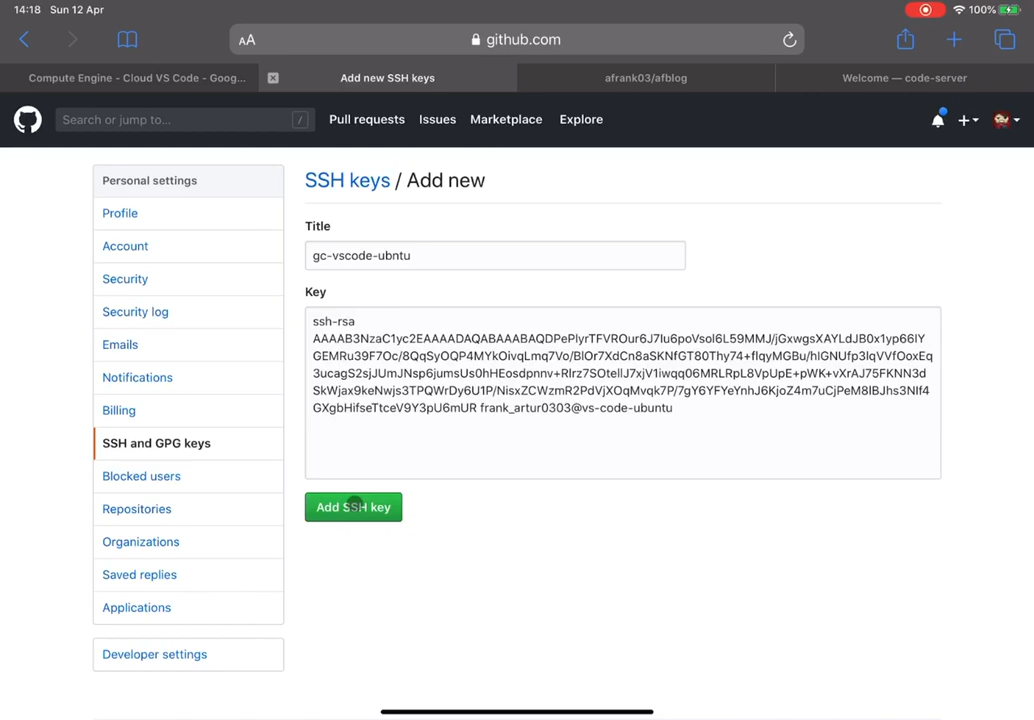 14:18 Sun 12 Apr
100%
AA
github.com
Compute Engine - Cloud VS Code - Goog...
Add new SSH keys
afrank03/afblog
Welcome — code-server
Search or jump to...
/
Pull requests
Issues
Marketplace
Explore
Personal settings
Profile
Account
Security
Security log
Emails
Notifications
Billing
SSH and GPG keys
Blocked users
Repositories
Organizations
Saved replies
Applications
Developer settings
SSH keys / Add new
Title
gc-vscode-ubntu
Key
ssh-rsa
AAAAB3NzaC1yc2EAAAADAQABAAABAQDPePlyrTFVROur6J7Iu6poVsoI6L59MMJ/jGxwgsXAYLdJB0x1yp66IY
GEMRu39F7Oc/8QqSyOQP4MYkOivqLmq7Vo/BlOr7XdCn8aSKNfGT80Thy74+flqyMGBu/hlGNUfp3IqVVfOoxEq
3ucagS2sjJUmJNsp6jumsUs0hHEosdpnnv+Rlrz7SOtellJ7xjV1iwqq06MRLRpL8VpUpE+pWK+vXrAJ75FKNN3d
SkWjax9keNwjs3TPQWrDy6U1P/NisxZCWzmR2PdVjXOqMvqk7P/7gY6YFYeYnhJ6KjoZ4m7uCjPeM8IBJhs3NIf4
GXgbHifseTtceV9Y3pU6mUR frank_artur0303@vs-code-ubuntu
Add SSH key